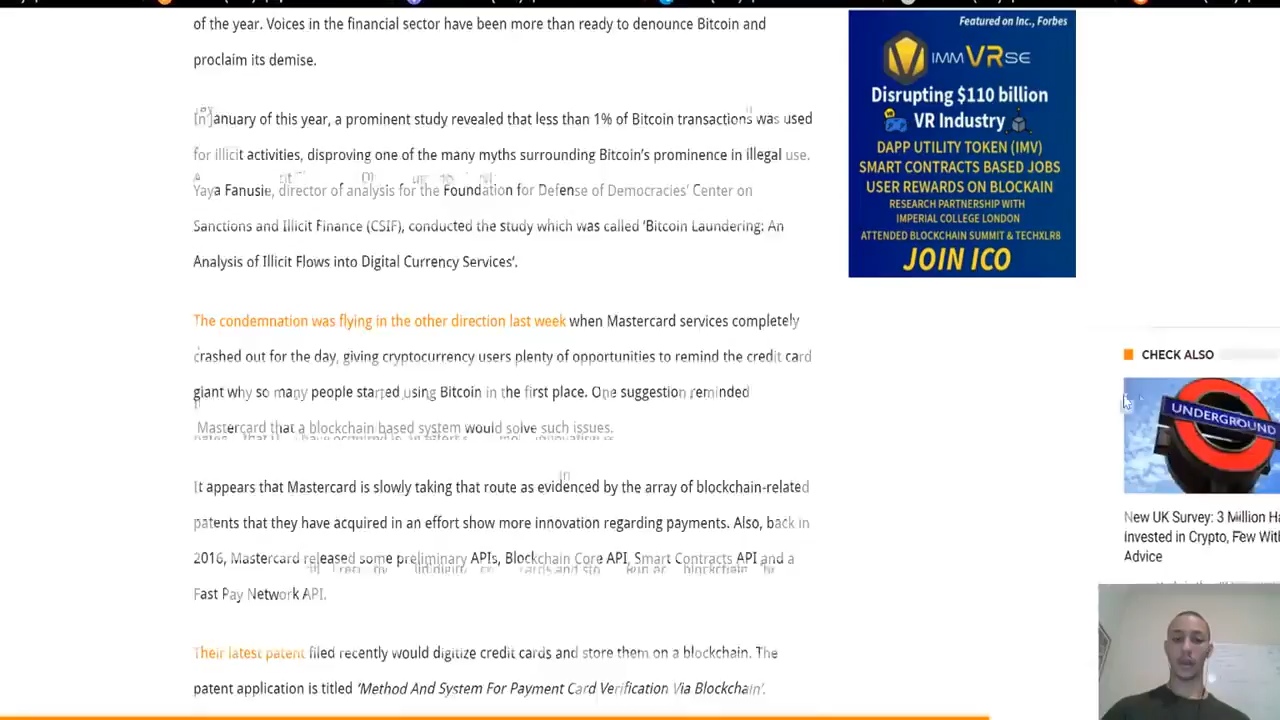 of the year. Voices in the financial sector have been more than ready to denounce Bitcoin and
proclaim its demise.
In January of this year, a prominent study revealed that less than 1% of Bitcoin transactions was used
for illicit activities, disproving one of the many myths surrounding Bitcoin's prominence in illegal use.
Yaya Fanusie, director of analysis for the Foundation for Defense of Democracies' Center on
Sanctions and Illicit Finance (CSIF), conducted the study which was called 'Bitcoin Laundering: An
Analysis of Illicit Flows into Digital Currency Services'.
The condemnation was flying in the other direction last week when Mastercard services completely
crashed out for the day, giving cryptocurrency users plenty of opportunities to remind the credit card
giant why so many people started using Bitcoin in the first place. One suggestion reminded
Mastercard that a blockchain based system would solve such issues.
It appears that Mastercard is slowly taking that route as evidenced by the array of blockchain-related
patents that they have acquired in an effort show more innovation regarding payments. Also, back in
2016, Mastercard released some preliminary APIs, Blockchain Core API, Smart Contracts API and a
Fast Pay Network API.
Their latest patent filed recently would digitize credit cards and store them on a blockchain. The
patent application is titled 'Method And System For Payment Card Verification Via Blockchain'.
Featured on Inc., Forbes
IMMVRSE
Disrupting $110 billion
VR Industry
DAPP UTILITY TOKEN (IMV)
SMART CONTRACTS BASED JOBS
USER REWARDS ON BLOCKAIN
RESEARCH PARTNERSHIP WITH
IMPERIAL COLLEGE LONDON
ATTENDED BLOCKCHAIN SUMMIT & TECHXLR8
JOIN ICO
CHECK ALSO
UNDERGROUND
New UK Survey: 3 Million
Invested in Crypto, Few
Advice